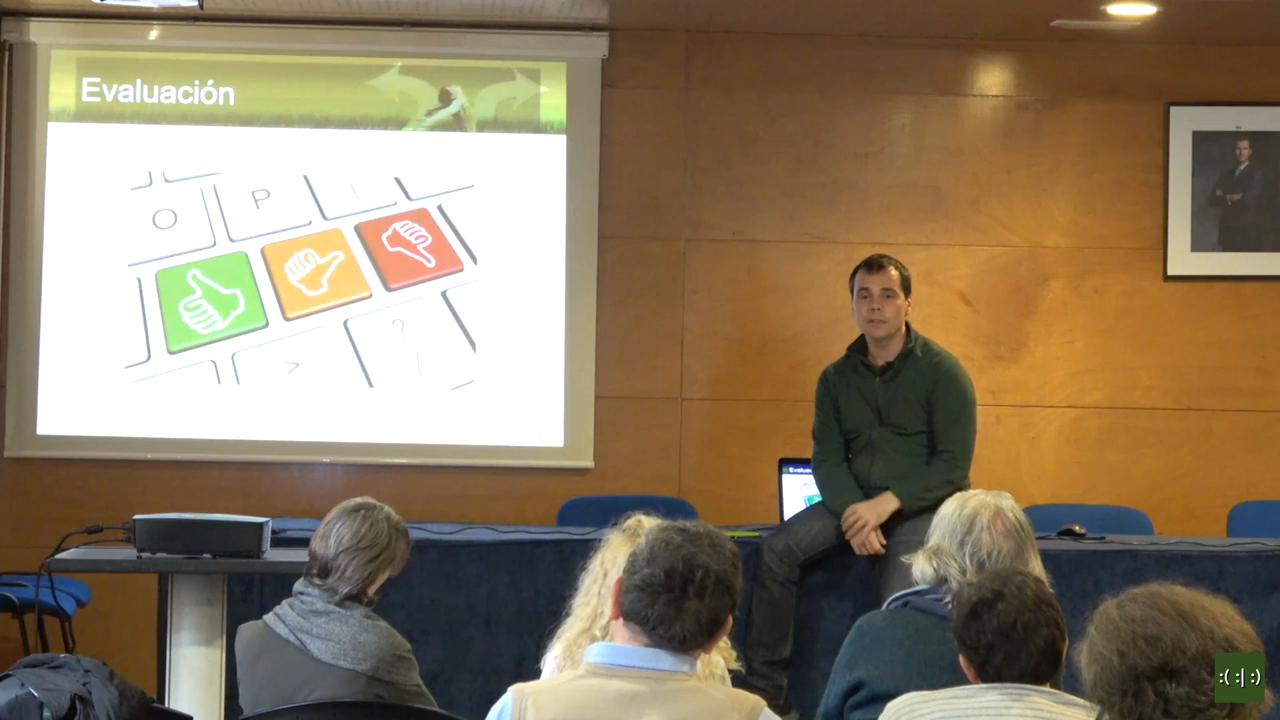 Evaluación
O
P
?
>
:( :| :)